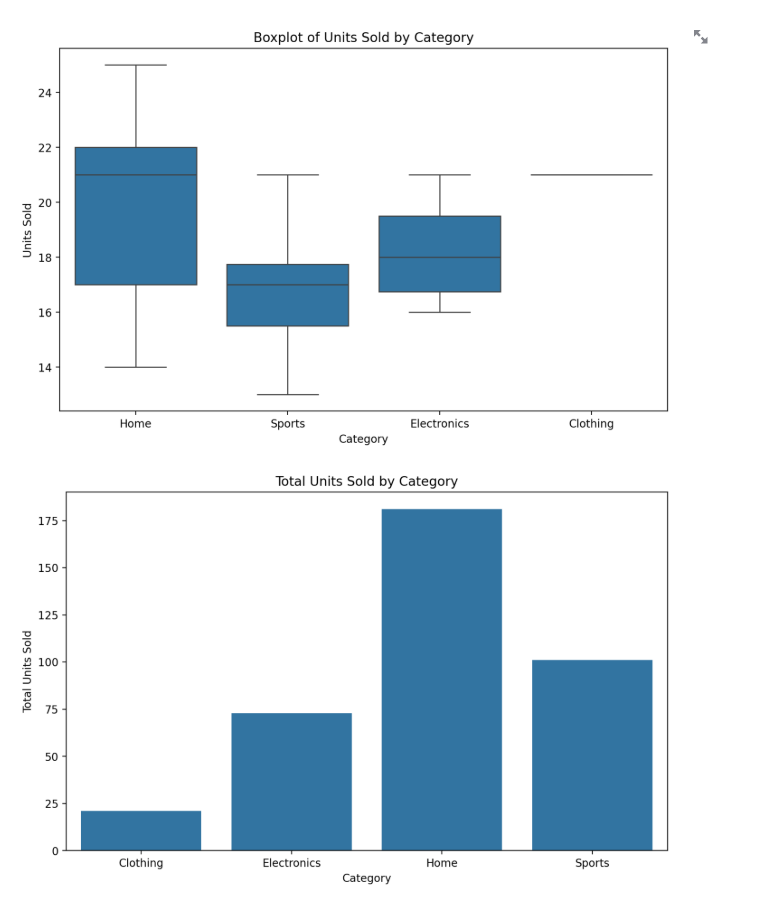 Boxplot of Units Sold by Category
Units Sold
24
22
20
18
16
14
Home Sports Electronics Clothing
Category
Total Units Sold by Category
Total Units Sold
175
150
125
100
75
50
25
0
Clothing Electronics Home Sports
Category